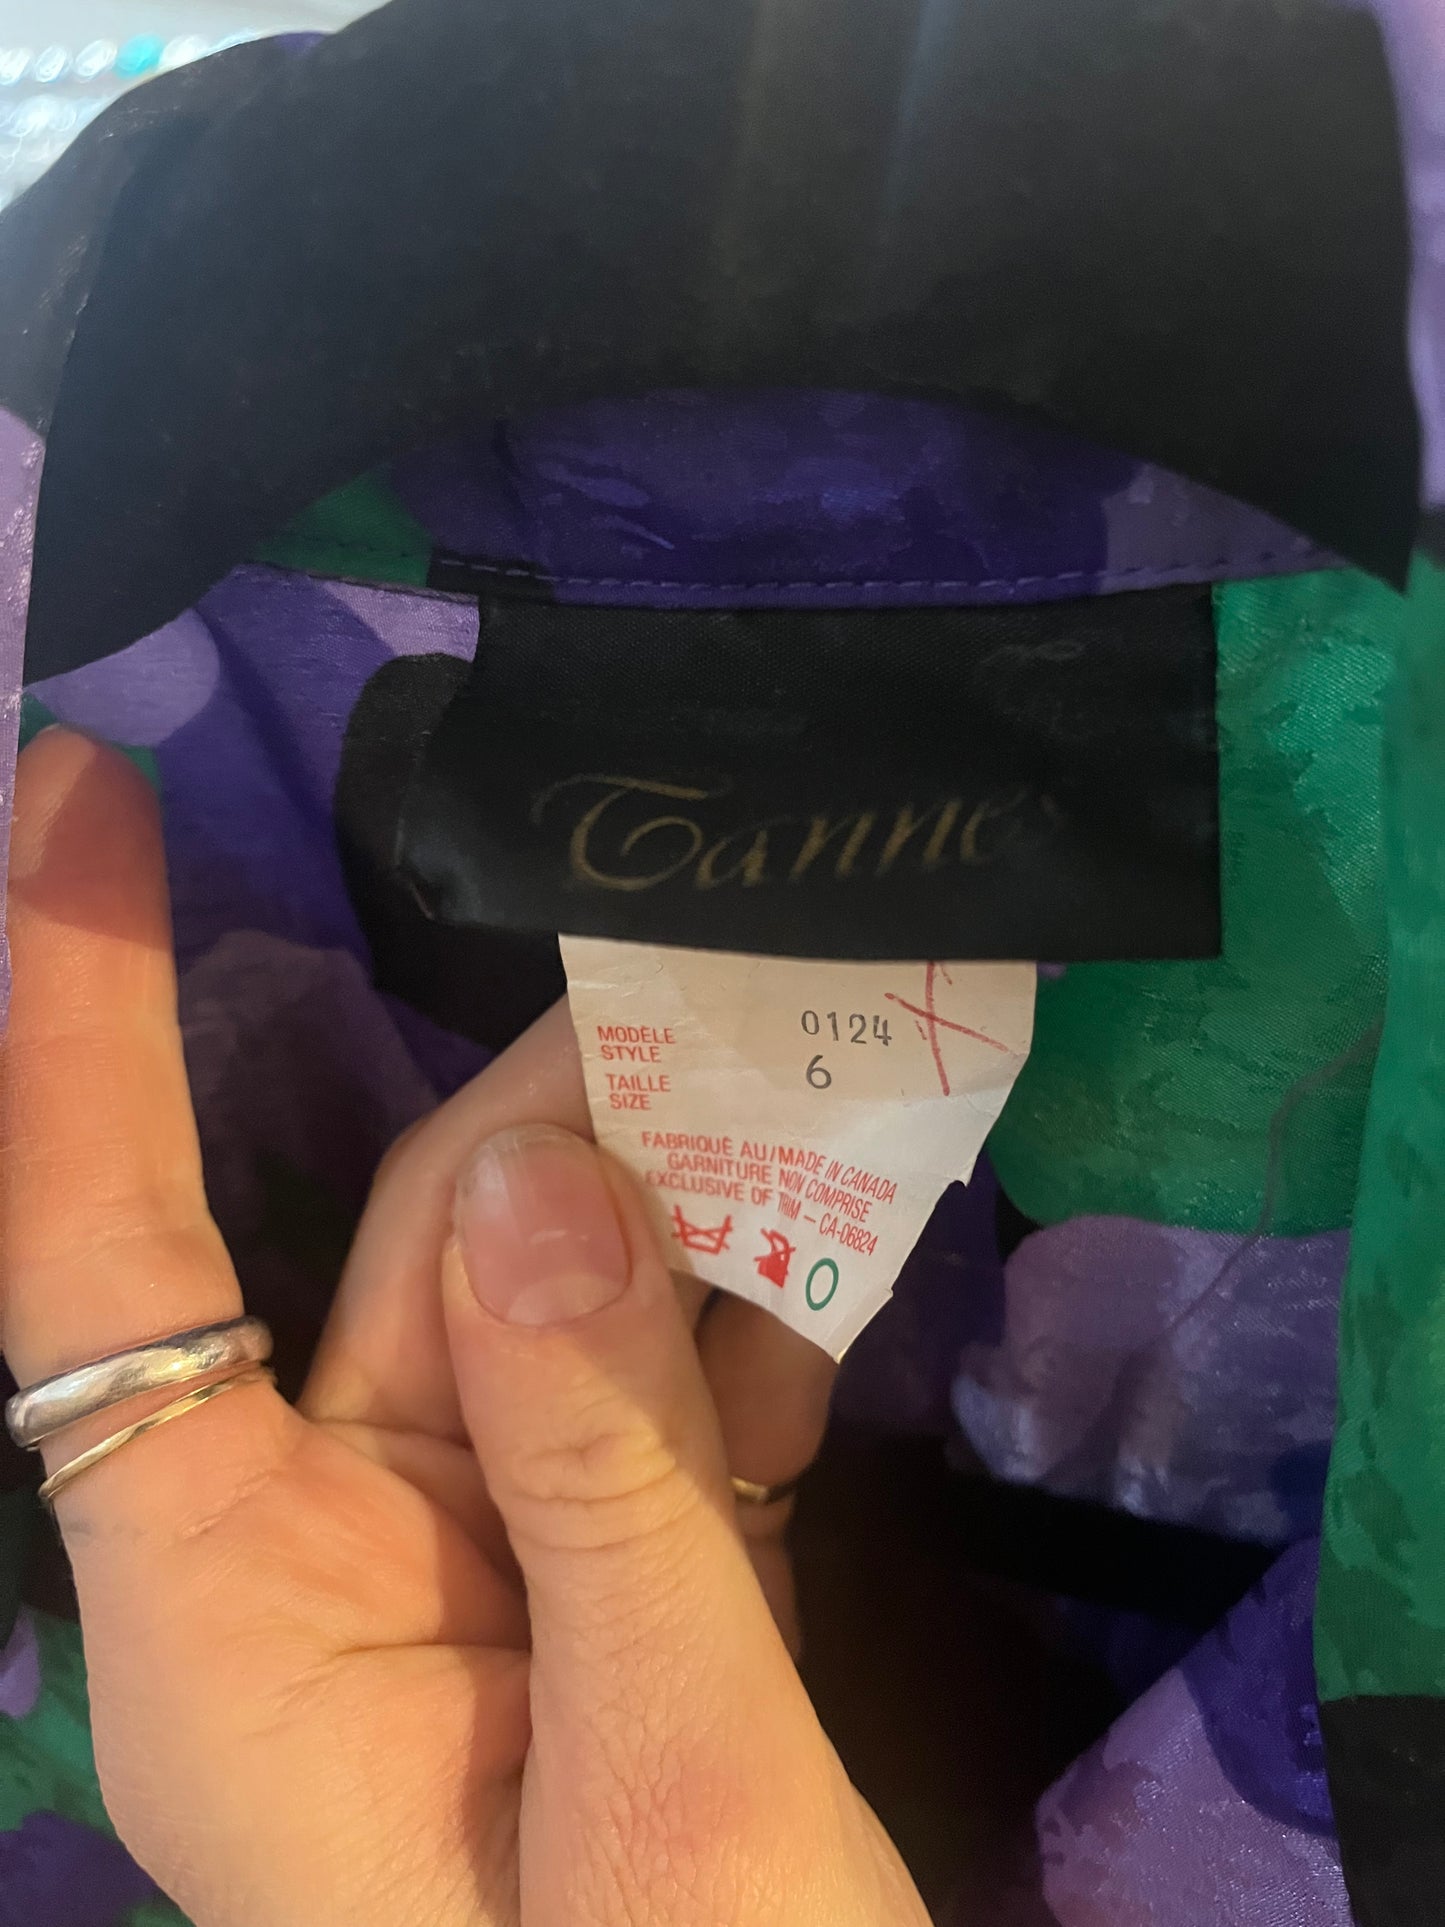 Tanner
MODÈLE 0124
STYLE
TAILLE 6
SIZE
FABRIQUÉ AU/MADE IN CANADA
GARNITURE NON COMPRISE
EXCLUSIVE OF TRIM — CA-06824